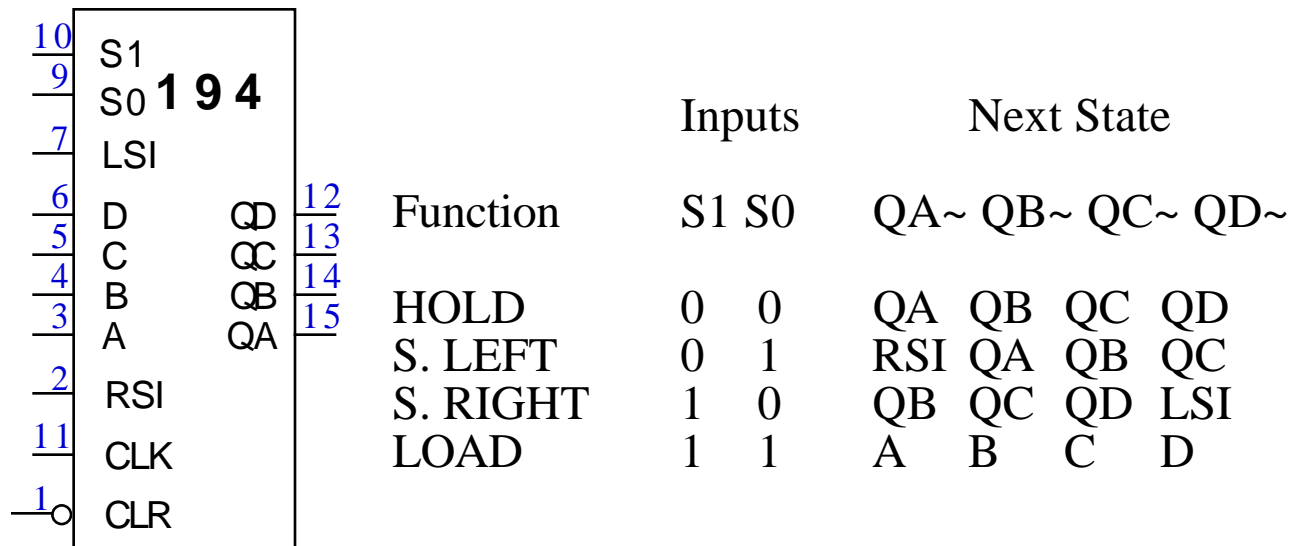 10 S1
9 S0 194
7 LSI
6 D QD 12
5 C QC 13
4 B QB 14
3 A QA 15
2 RSI
11 CLK
1 CLR
Inputs Next State
Function S1 S0 QA~ QB~ QC~ QD~
HOLD 0 0 QA QB QC QD
S. LEFT 0 1 RSI QA QB QC
S. RIGHT 1 0 QB QC QD LSI
LOAD 1 1 A B C D